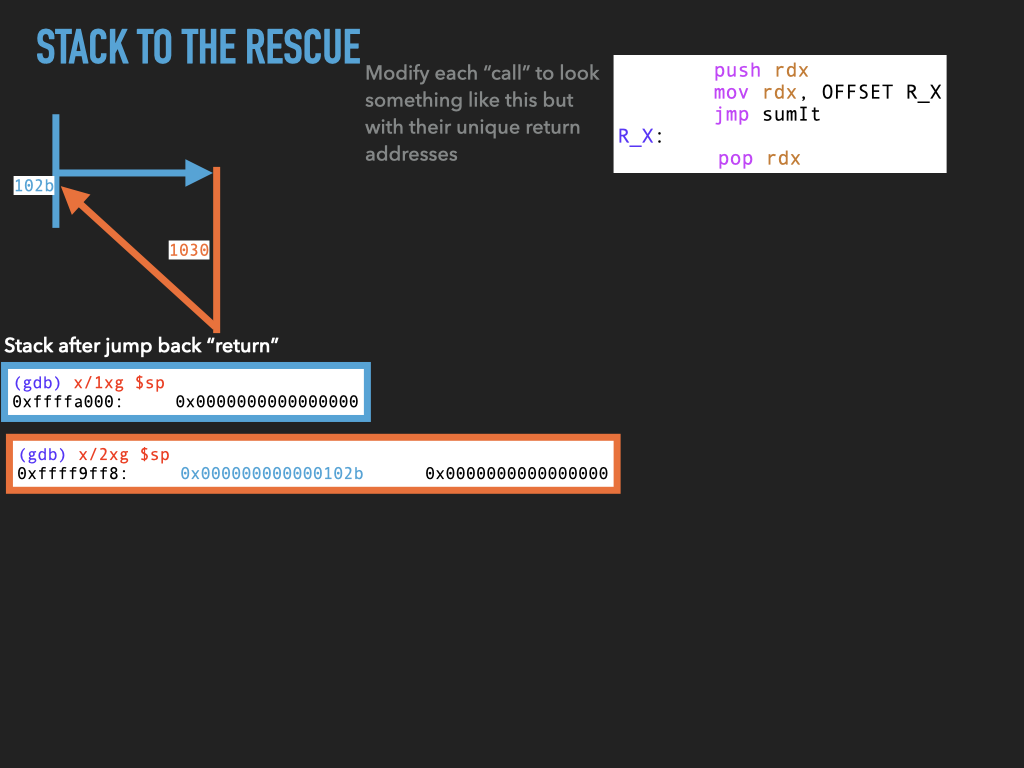 STACK TO THE RESCUE
Modify each “call” to look
something like this but
with their unique return
addresses
push rdx
mov rdx, OFFSET R_X
jmp sumIt
R_X:
pop rdx
102b
1030
Stack after jump back “return”
(gdb) x/1xg $sp
0xffffa000: 0x0000000000000000
(gdb) x/2xg $sp
0xffff9ff8: 0x000000000000102b 0x0000000000000000